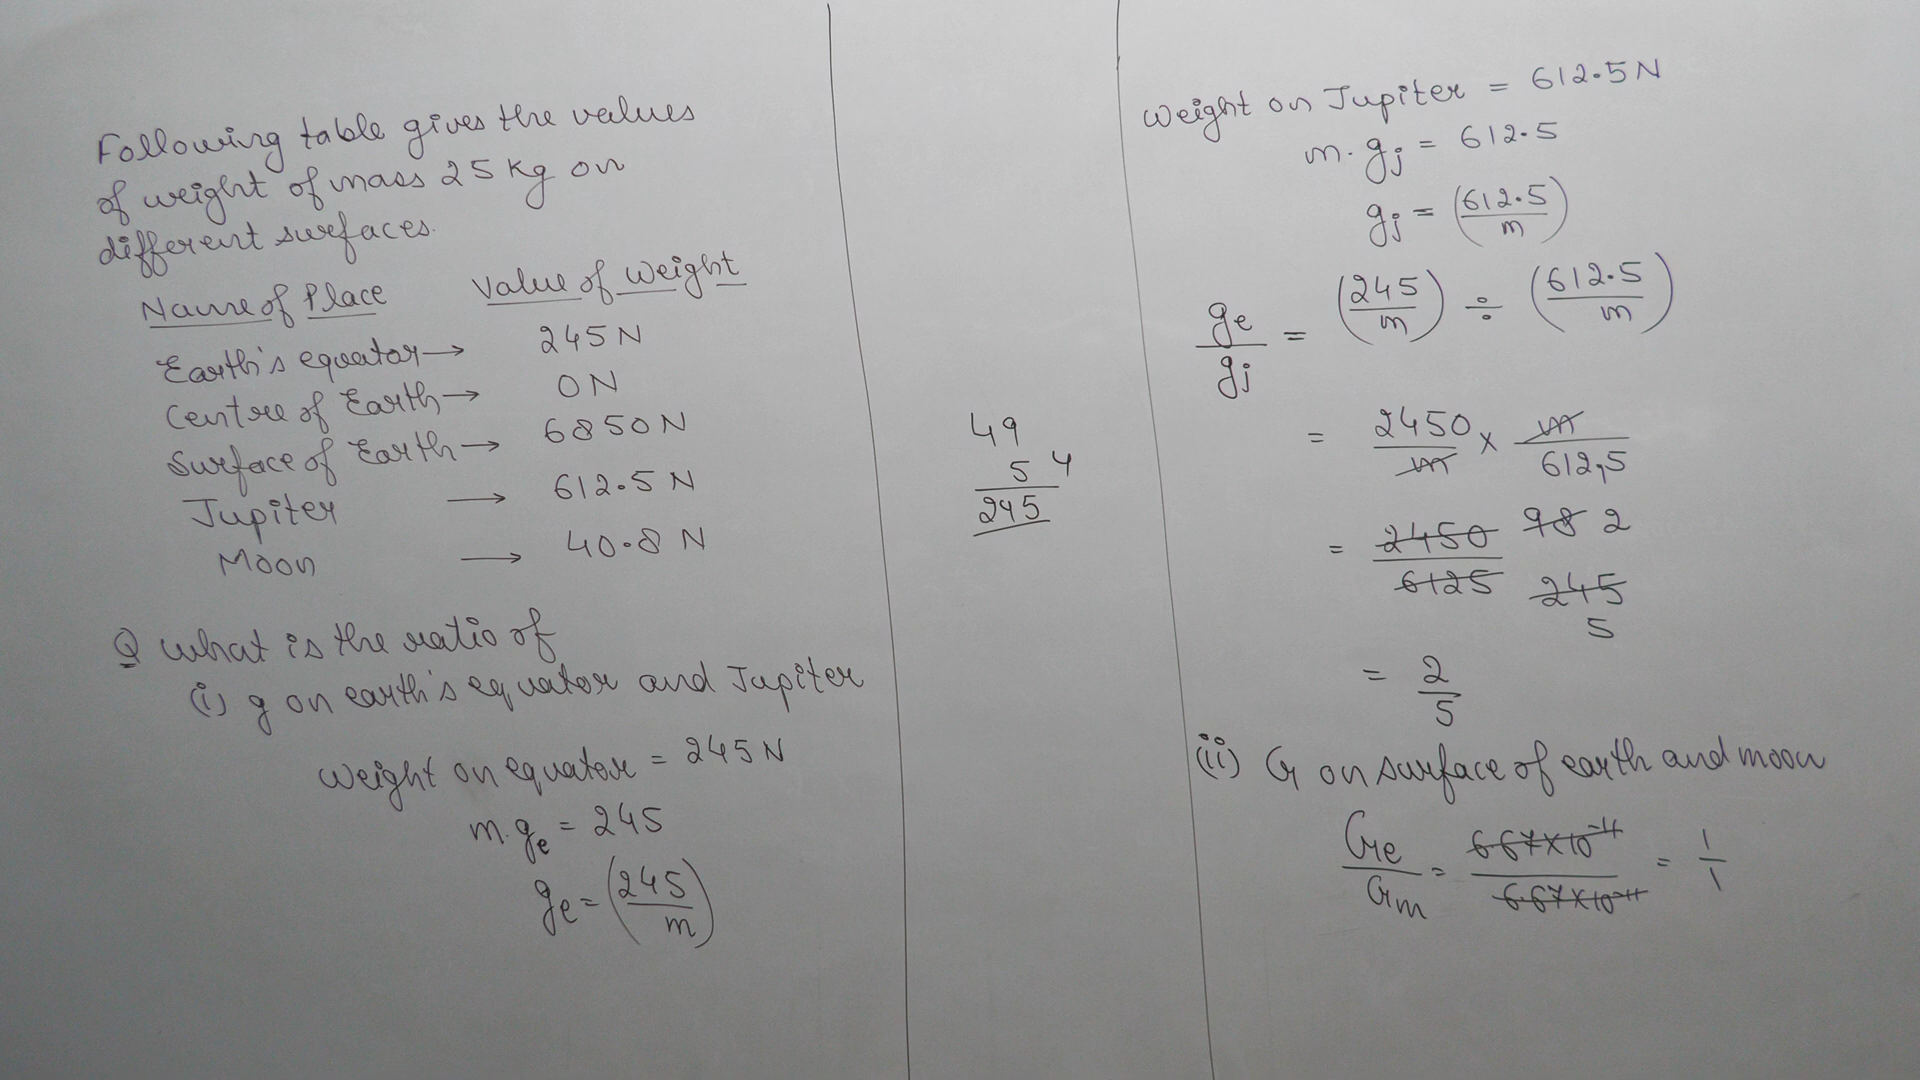 Following table gives the values
of weight of mass 25 kg on
different surfaces.
Name of Place Value of Weight
Earth's equator → 245 N
Centre of Earth → 0 N
Surface of Earth → 6850 N
Jupiter → 612.5 N
Moon → 40.8 N
Q What is the ratio of
(i) g on earth's equator and Jupiter
Weight on equator = 245 N
m.ge = 245
ge = (245/m)
49
5 4
245
Weight on Jupiter = 612.5 N
m.gj = 612.5
gj = (612.5/m)
ge/gj = (245/m) ÷ (612.5/m)
= 2450/m × m/612,5
= 2450/6125 98 2
245
5
= 2/5
(ii) G on surface of earth and moon
Ge/Gm = 6.67×10⁻¹¹/6.67×10⁻¹¹ = 1/1